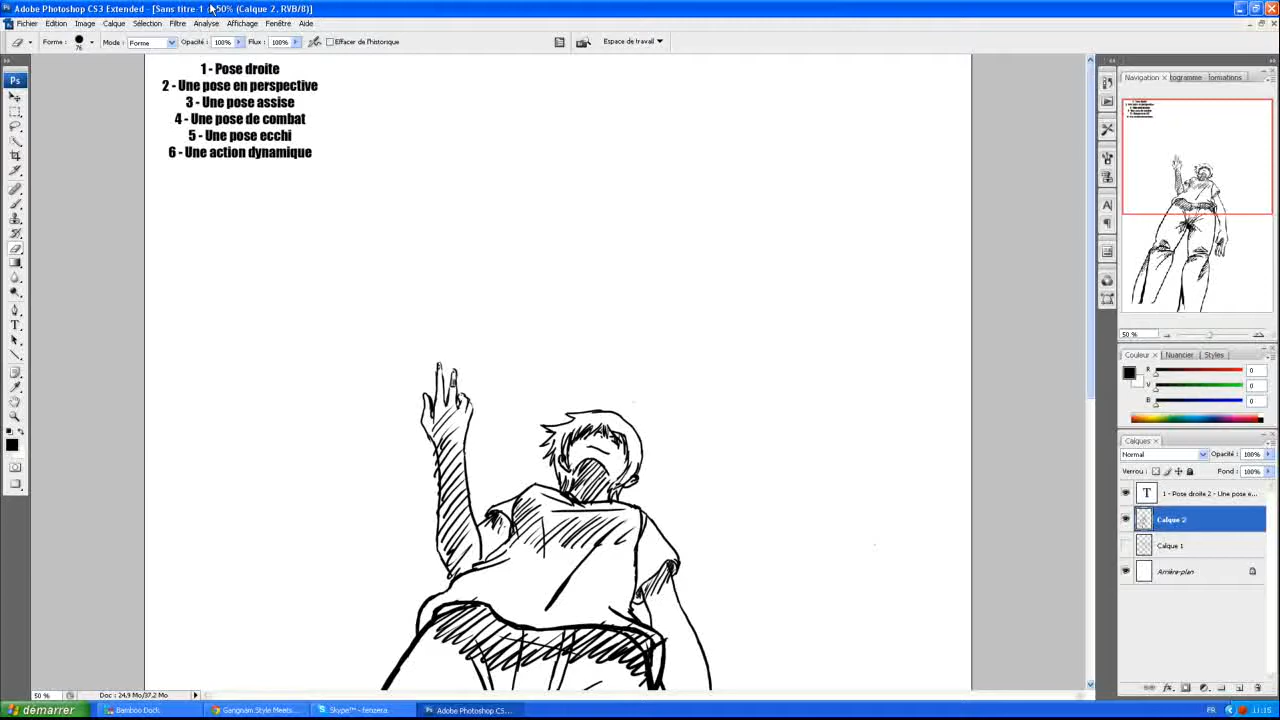 Adobe Photoshop CS3 Extended - [Sans titre-1 @ 50% (Calque 2, RVB/8)]
Fichier Edition Image Calque Sélection Filtre Analyse Affichage Fenêtre Aide
Forme : 76 Mode : Forme Opacité : 100% Flux : 100% Effacer de l'historique Espace de travail
1 - Pose droite
2 - Une pose en perspective
3 - Une pose assise
4 - Une pose de combat
5 - Une pose ecchi
6 - Une action dynamique
Ps
Navigation togramme formations
50 %
Couleur Nuancier Styles
R 0
V 0
B 0
Calques
Normal Opacité : 100%
Verrou : Fond : 100%
T 1 - Pose droite 2 - Une pose e...
Calque 2
Calque 1
Arrière-plan
50 % Doc : 24,9 Mo/37,2 Mo
démarrer Bamboo Dock Gangnam Style Meets... Skype™ - fenzera. Adobe Photoshop CS... FR 11:15